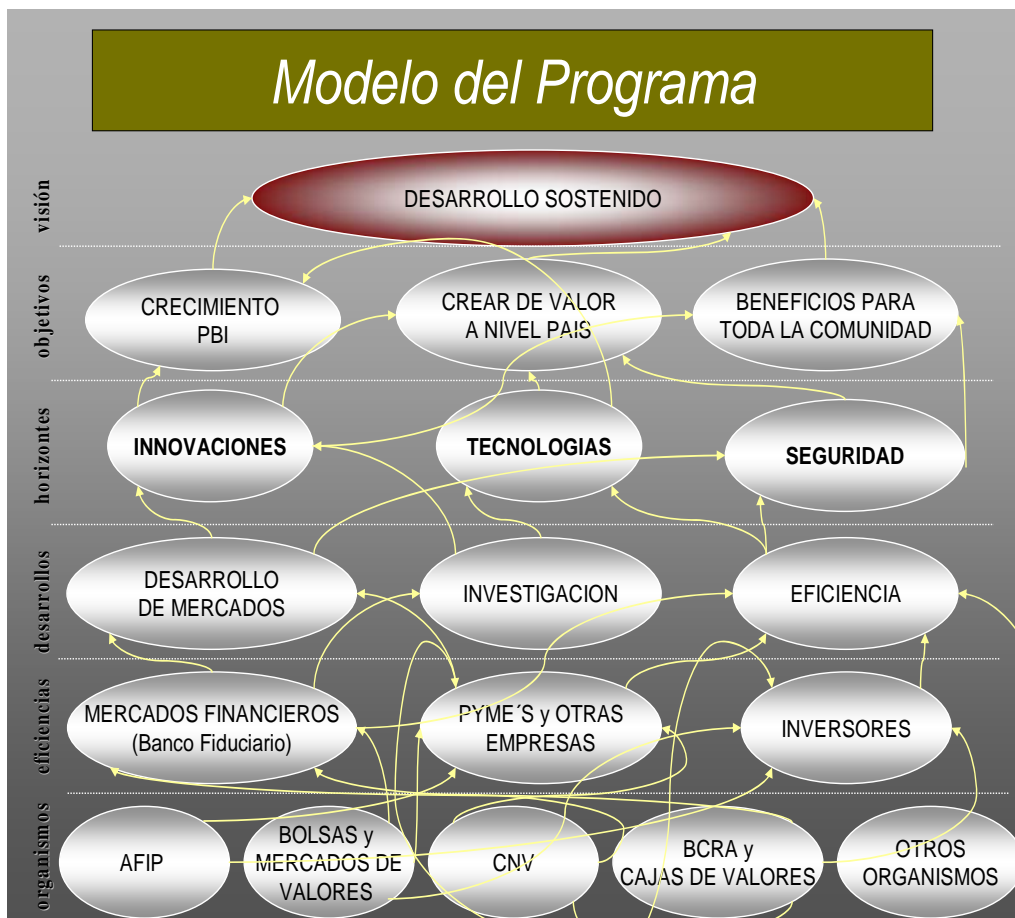 Modelo del Programa
visión
DESARROLLO SOSTENIDO
objetivos
CRECIMIENTO
PBI
CREAR DE VALOR
A NIVEL PAIS
BENEFICIOS PARA
TODA LA COMUNIDAD
horizontes
INNOVACIONES
TECNOLOGIAS
SEGURIDAD
desarrollos
DESARROLLO
DE MERCADOS
INVESTIGACION
EFICIENCIA
eficiencias
MERCADOS FINANCIEROS
(Banco Fiduciario)
PYME´S y OTRAS
EMPRESAS
INVERSORES
organismos
AFIP
BOLSAS y
MERCADOS DE
VALORES
CNV
BCRA y
CAJAS DE VALORES
OTROS
ORGANISMOS